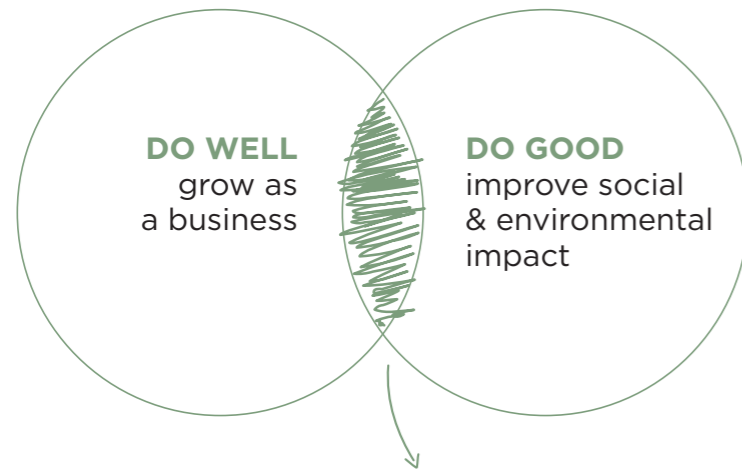 DO WELL
grow as
a business
DO GOOD
improve social
& environmental
impact